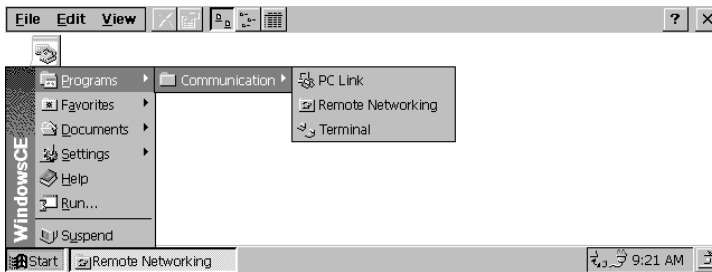 File Edit View ?
Programs Communication PC Link
Favorites Remote Networking
Documents Terminal
Settings
Help
Run...
Suspend
WindowsCE
Start Remote Networking 9:21 AM